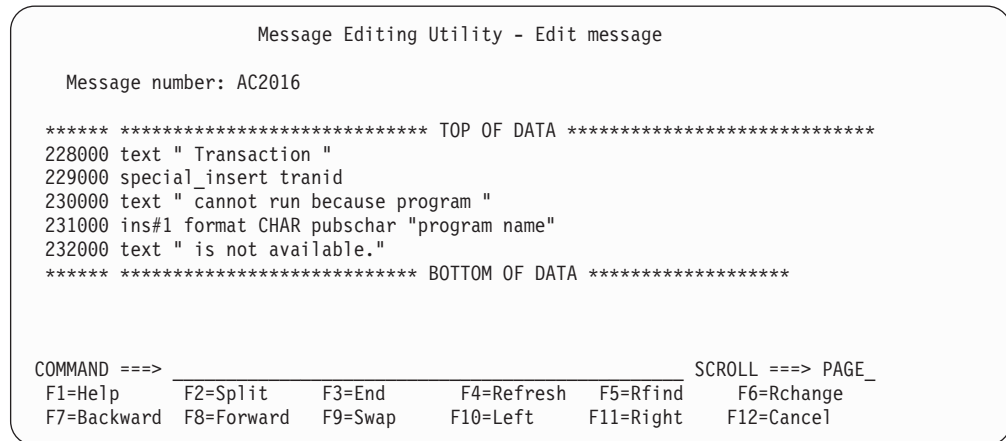 Message Editing Utility - Edit message
Message number: AC2016
****** ***************************** TOP OF DATA *****************************
228000 text " Transaction "
229000 special_insert tranid
230000 text " cannot run because program "
231000 ins#1 format CHAR pubschar "program name"
232000 text " is not available."
****** **************************** BOTTOM OF DATA *******************
COMMAND ===> ________________________________________________ SCROLL ===> PAGE_
F1=Help F2=Split F3=End F4=Refresh F5=Rfind F6=Rchange
F7=Backward F8=Forward F9=Swap F10=Left F11=Right F12=Cancel